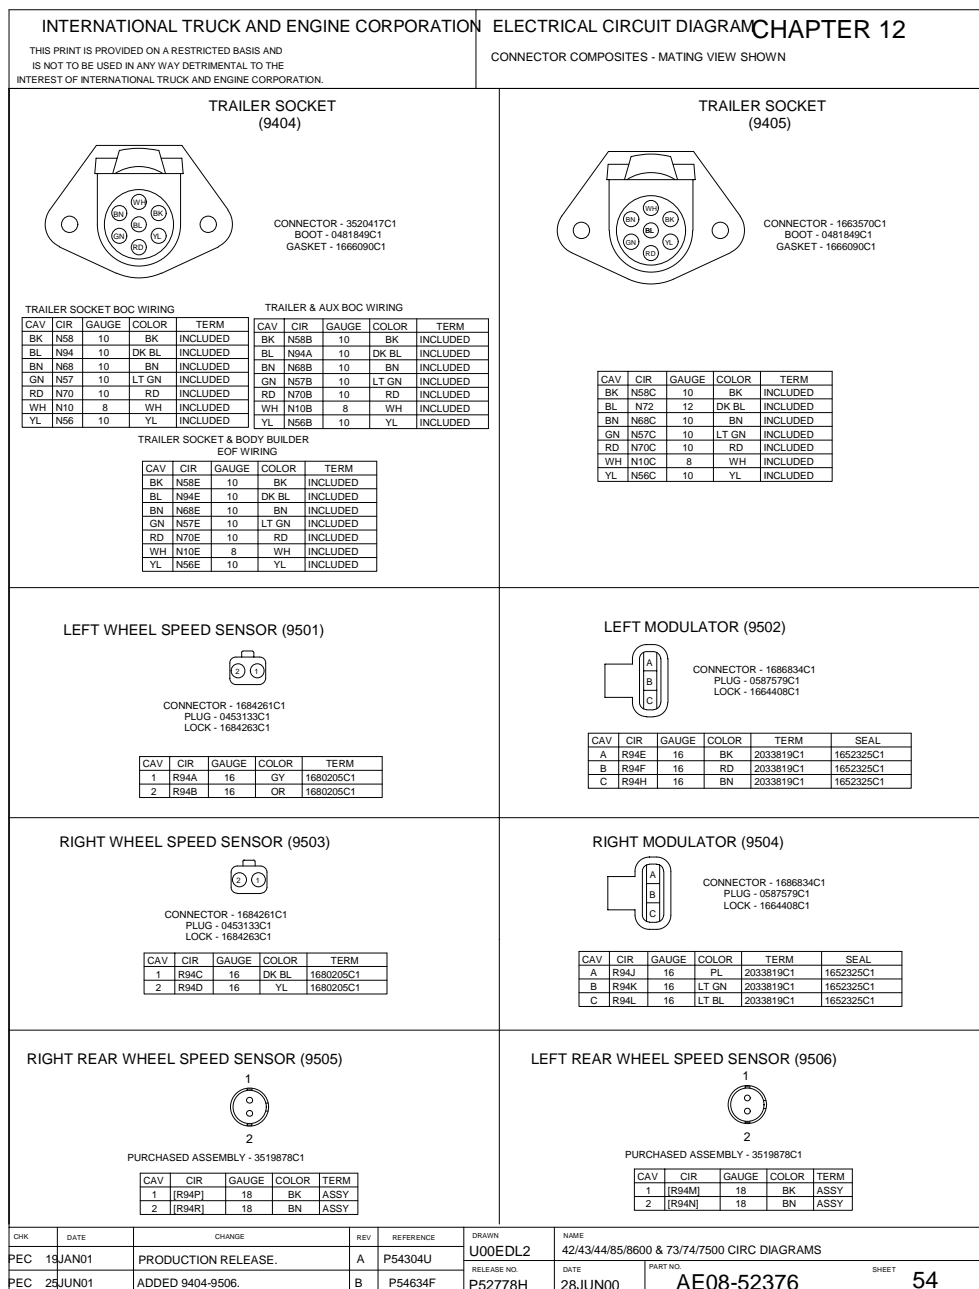 INTERNATIONAL TRUCK AND ENGINE CORPORATION
THIS PRINT IS PROVIDED ON A RESTRICTED BASIS AND
IS NOT TO BE USED IN ANY WAY DETRIMENTAL TO THE
INTEREST OF INTERNATIONAL TRUCK AND ENGINE CORPORATION.
ELECTRICAL CIRCUIT DIAGRAM CHAPTER 12
CONNECTOR COMPOSITES - MATING VIEW SHOWN
TRAILER SOCKET
(9404)
WH
BN BK
BL
GN YL
RD
CONNECTOR - 3520417C1
BOOT - 0481849C1
GASKET - 1666090C1
TRAILER SOCKET BOC WIRING
CAV CIR GAUGE COLOR TERM
BK N58 10 BK INCLUDED
BL N94 10 DK BL INCLUDED
BN N68 10 BN INCLUDED
GN N57 10 LT GN INCLUDED
RD N70 10 RD INCLUDED
WH N10 8 WH INCLUDED
YL N56 10 YL INCLUDED
TRAILER & AUX BOC WIRING
CAV CIR GAUGE COLOR TERM
BK N58B 10 BK INCLUDED
BL N94A 10 DK BL INCLUDED
BN N68B 10 BN INCLUDED
GN N57B 10 LT GN INCLUDED
RD N70B 10 RD INCLUDED
WH N10B 8 WH INCLUDED
YL N56B 10 YL INCLUDED
TRAILER SOCKET & BODY BUILDER
EOF WIRING
CAV CIR GAUGE COLOR TERM
BK N58E 10 BK INCLUDED
BL N94E 10 DK BL INCLUDED
BN N68E 10 BN INCLUDED
GN N57E 10 LT GN INCLUDED
RD N70E 10 RD INCLUDED
WH N10E 8 WH INCLUDED
YL N56E 10 YL INCLUDED
TRAILER SOCKET
(9405)
WH
BN BK
BL
GN YL
RD
CONNECTOR - 1663570C1
BOOT - 0481849C1
GASKET - 1666090C1
CAV CIR GAUGE COLOR TERM
BK N58C 10 BK INCLUDED
BL N72 12 DK BL INCLUDED
BN N68C 10 BN INCLUDED
GN N57C 10 LT GN INCLUDED
RD N70C 10 RD INCLUDED
WH N10C 8 WH INCLUDED
YL N56C 10 YL INCLUDED
LEFT WHEEL SPEED SENSOR (9501)
2 1
CONNECTOR - 1684261C1
PLUG - 0453133C1
LOCK - 1684263C1
CAV CIR GAUGE COLOR TERM
1 R94A 16 GY 1680205C1
2 R94B 16 OR 1680205C1
LEFT MODULATOR (9502)
A
B
C
CONNECTOR - 1686834C1
PLUG - 0587579C1
LOCK - 1664408C1
CAV CIR GAUGE COLOR TERM SEAL
A R94E 16 BK 2033819C1 1652325C1
B R94F 16 RD 2033819C1 1652325C1
C R94H 16 BN 2033819C1 1652325C1
RIGHT WHEEL SPEED SENSOR (9503)
2 1
CONNECTOR - 1684261C1
PLUG - 0453133C1
LOCK - 1684263C1
CAV CIR GAUGE COLOR TERM
1 R94C 16 DK BL 1680205C1
2 R94D 16 YL 1680205C1
RIGHT MODULATOR (9504)
A
B
C
CONNECTOR - 1686834C1
PLUG - 0587579C1
LOCK - 1664408C1
CAV CIR GAUGE COLOR TERM SEAL
A R94J 16 PL 2033819C1 1652325C1
B R94K 16 LT GN 2033819C1 1652325C1
C R94L 16 LT BL 2033819C1 1652325C1
RIGHT REAR WHEEL SPEED SENSOR (9505)
1
2
PURCHASED ASSEMBLY - 3519878C1
CAV CIR GAUGE COLOR TERM
1 [R94P] 18 BK ASSY
2 [R94R] 18 BN ASSY
LEFT REAR WHEEL SPEED SENSOR (9506)
1
2
PURCHASED ASSEMBLY - 3519878C1
CAV CIR GAUGE COLOR TERM
1 [R94M] 18 BK ASSY
2 [R94N] 18 BN ASSY
CHK DATE CHANGE REV REFERENCE
PEC 19JAN01 PRODUCTION RELEASE. A P54304U
PEC 25JUN01 ADDED 9404-9506. B P54634F
DRAWN
U00EDL2
NAME
42/43/44/85/8600 & 73/74/7500 CIRC DIAGRAMS
RELEASE NO.
P52778H
DATE
28JUN00
PART NO.
AE08-52376
SHEET 54